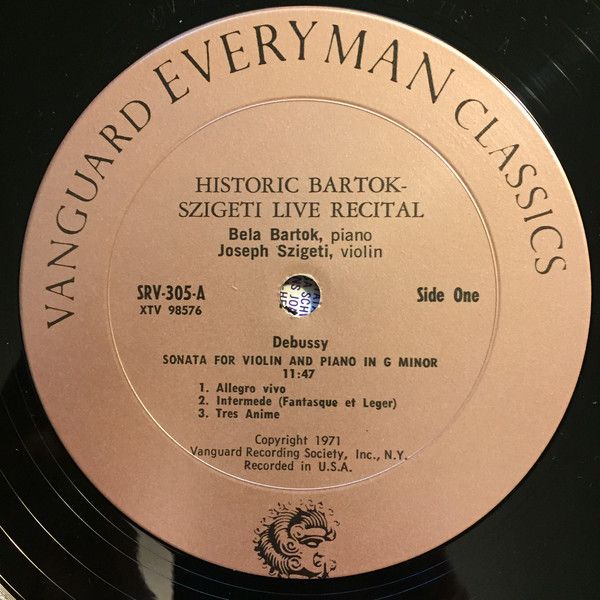 VANGUARD EVERYMAN CLASSICS
HISTORIC BARTOK-
SZIGETI LIVE RECITAL
Bela Bartok, piano
Joseph Szigeti, violin
SRV-305-A
XTV 98576
Side One
Debussy
SONATA FOR VIOLIN AND PIANO IN G MINOR
11:47
1. Allegro vivo
2. Intermede (Fantasque et Leger)
3. Tres Anime
Copyright 1971
Vanguard Recording Society, Inc., N.Y.
Recorded in U.S.A.